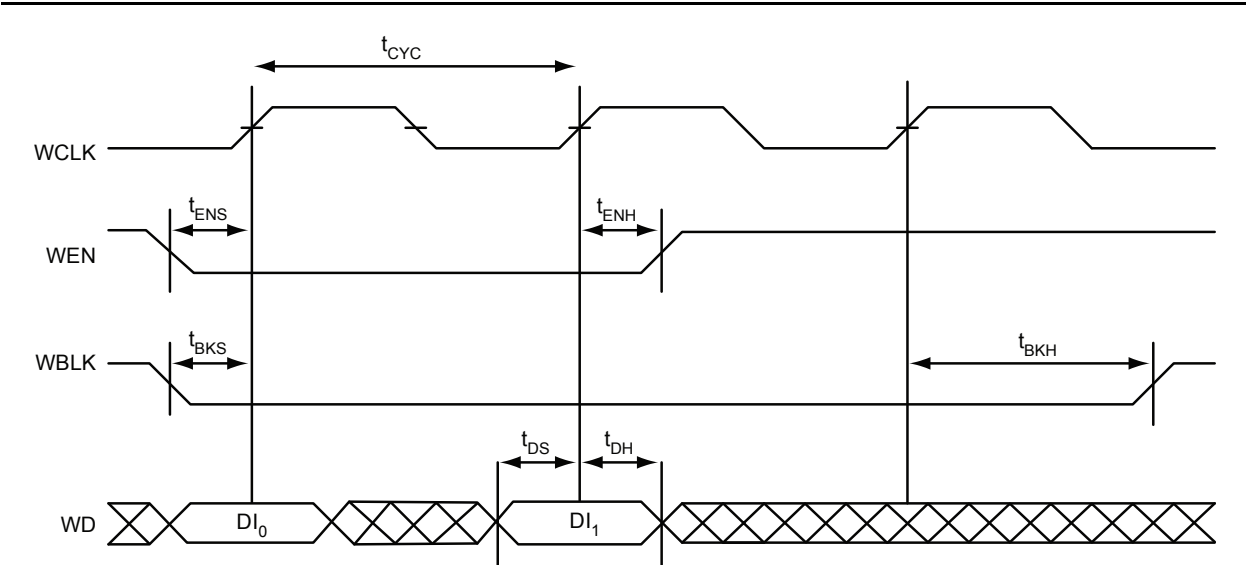 tCYC
WCLK
tENS
tENH
WEN
tBKS
tBKH
WBLK
tDS
tDH
WD
DI0
DI1